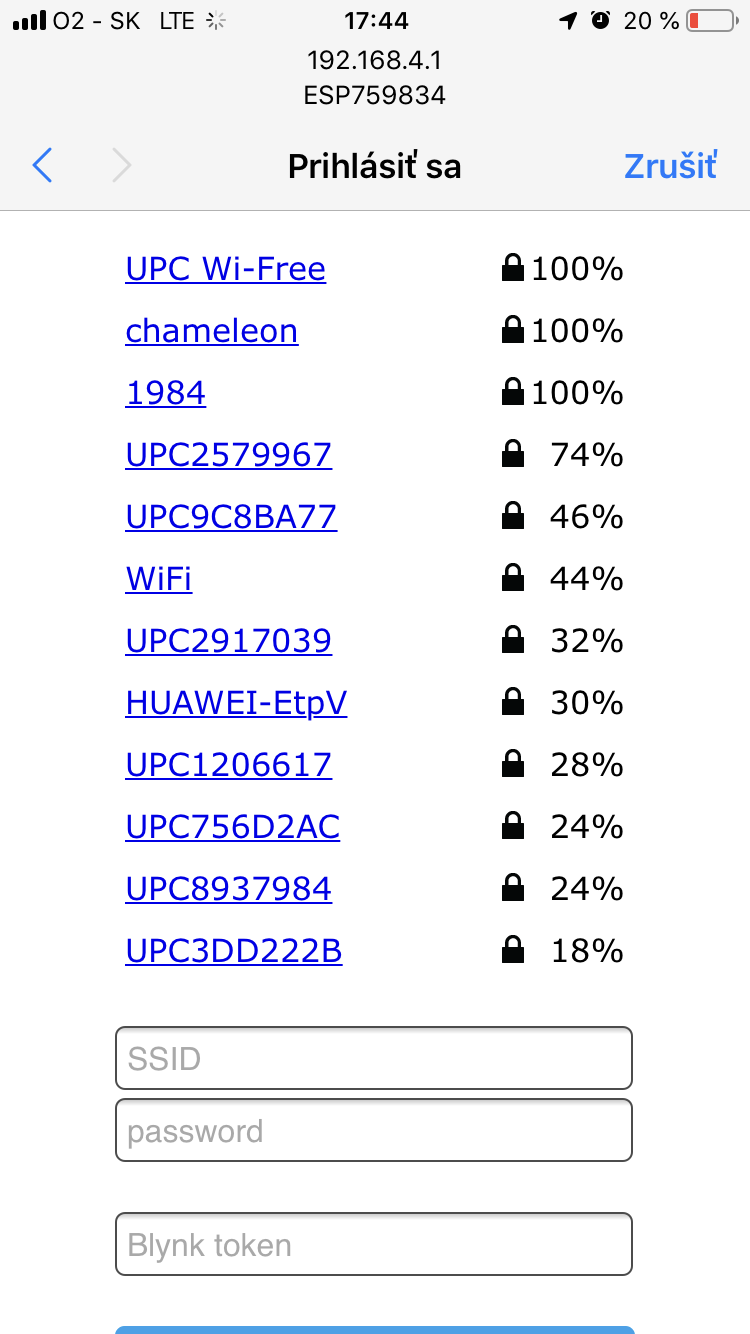 O2 - SK LTE 17:44 20 %
192.168.4.1
ESP759834
Prihlásiť sa Zrušiť
UPC Wi-Free 100%
chameleon 100%
1984 100%
UPC2579967 74%
UPC9C8BA77 46%
WiFi 44%
UPC2917039 32%
HUAWEI-EtpV 30%
UPC1206617 28%
UPC756D2AC 24%
UPC8937984 24%
UPC3DD222B 18%
SSID
password
Blynk token